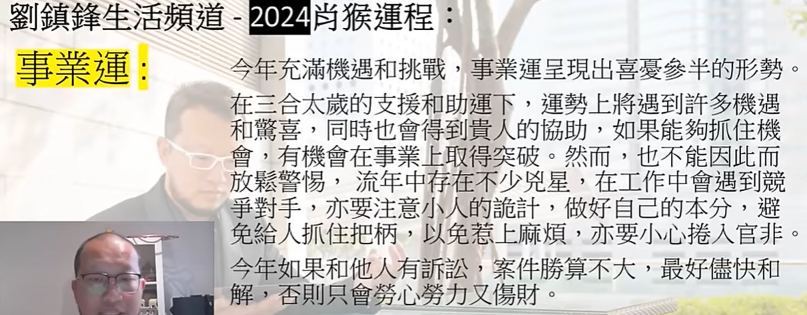 劉鎮鋒生活頻道 - 2024肖猴運程：
事業運：
今年充滿機遇和挑戰，事業運呈現出喜憂參半的形勢。
在三合太歲的支援和助運下，運勢上將遇到許多機遇
和驚喜，同時也會得到貴人的協助，如果能夠抓住機
會，有機會在事業上取得突破。然而，也不能因此而
放鬆警惕， 流年中存在不少兇星，在工作中會遇到競
爭對手，亦要注意小人的詭計，做好自己的本分，避
免給人抓住把柄，以免惹上麻煩，亦要小心捲入官非。
今年如果和他人有訴訟，案件勝算不大，最好儘快和
解，否則只會勞心勞力又傷財。